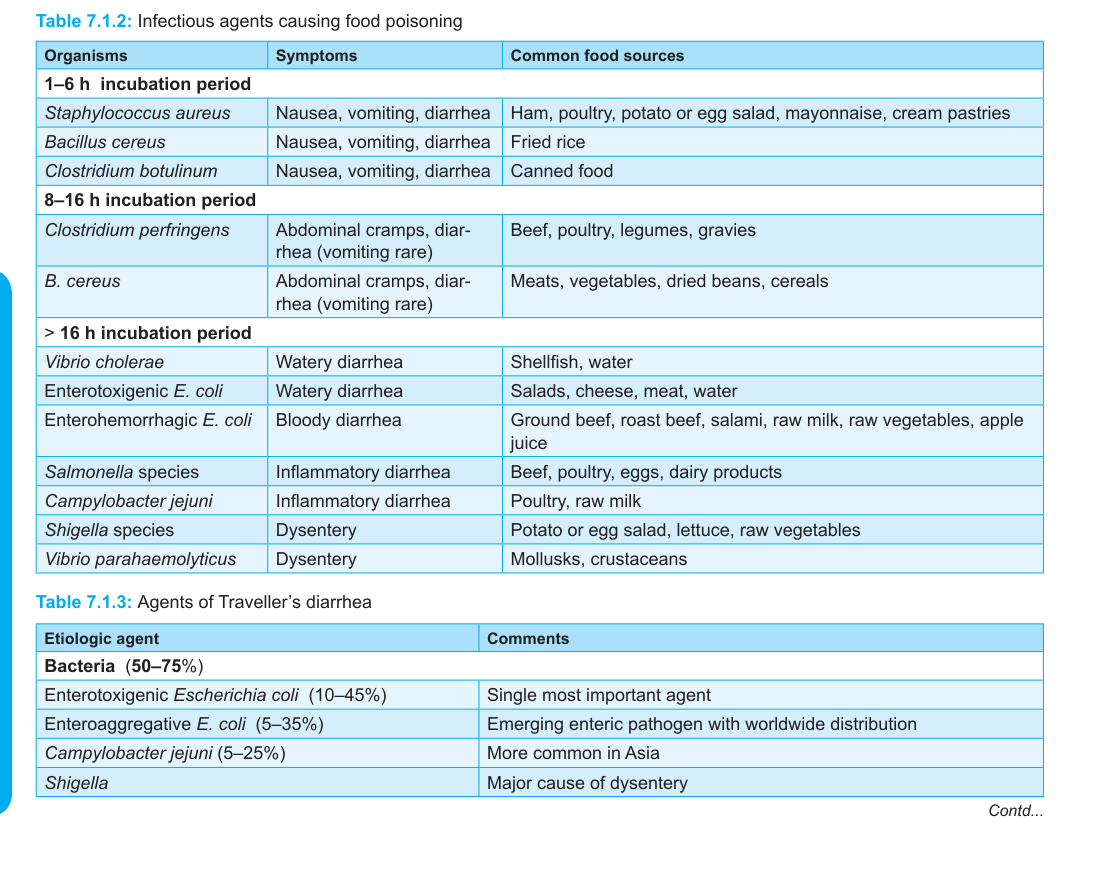 Table 7.1.2: Infectious agents causing food poisoning
Organisms Symptoms Common food sources
1–6 h incubation period
Staphylococcus aureus Nausea, vomiting, diarrhea Ham, poultry, potato or egg salad, mayonnaise, cream pastries
Bacillus cereus Nausea, vomiting, diarrhea Fried rice
Clostridium botulinum Nausea, vomiting, diarrhea Canned food
8–16 h incubation period
Clostridium perfringens Abdominal cramps, diar- Beef, poultry, legumes, gravies
rhea (vomiting rare)
B. cereus Abdominal cramps, diar- Meats, vegetables, dried beans, cereals
rhea (vomiting rare)
> 16 h incubation period
Vibrio cholerae Watery diarrhea Shellfish, water
Enterotoxigenic E. coli Watery diarrhea Salads, cheese, meat, water
Enterohemorrhagic E. coli Bloody diarrhea Ground beef, roast beef, salami, raw milk, raw vegetables, apple
juice
Salmonella species Inflammatory diarrhea Beef, poultry, eggs, dairy products
Campylobacter jejuni Inflammatory diarrhea Poultry, raw milk
Shigella species Dysentery Potato or egg salad, lettuce, raw vegetables
Vibrio parahaemolyticus Dysentery Mollusks, crustaceans
Table 7.1.3: Agents of Traveller's diarrhea
Etiologic agent Comments
Bacteria (50–75%)
Enterotoxigenic Escherichia coli (10–45%) Single most important agent
Enteroaggregative E. coli (5–35%) Emerging enteric pathogen with worldwide distribution
Campylobacter jejuni (5–25%) More common in Asia
Shigella Major cause of dysentery
Contd...